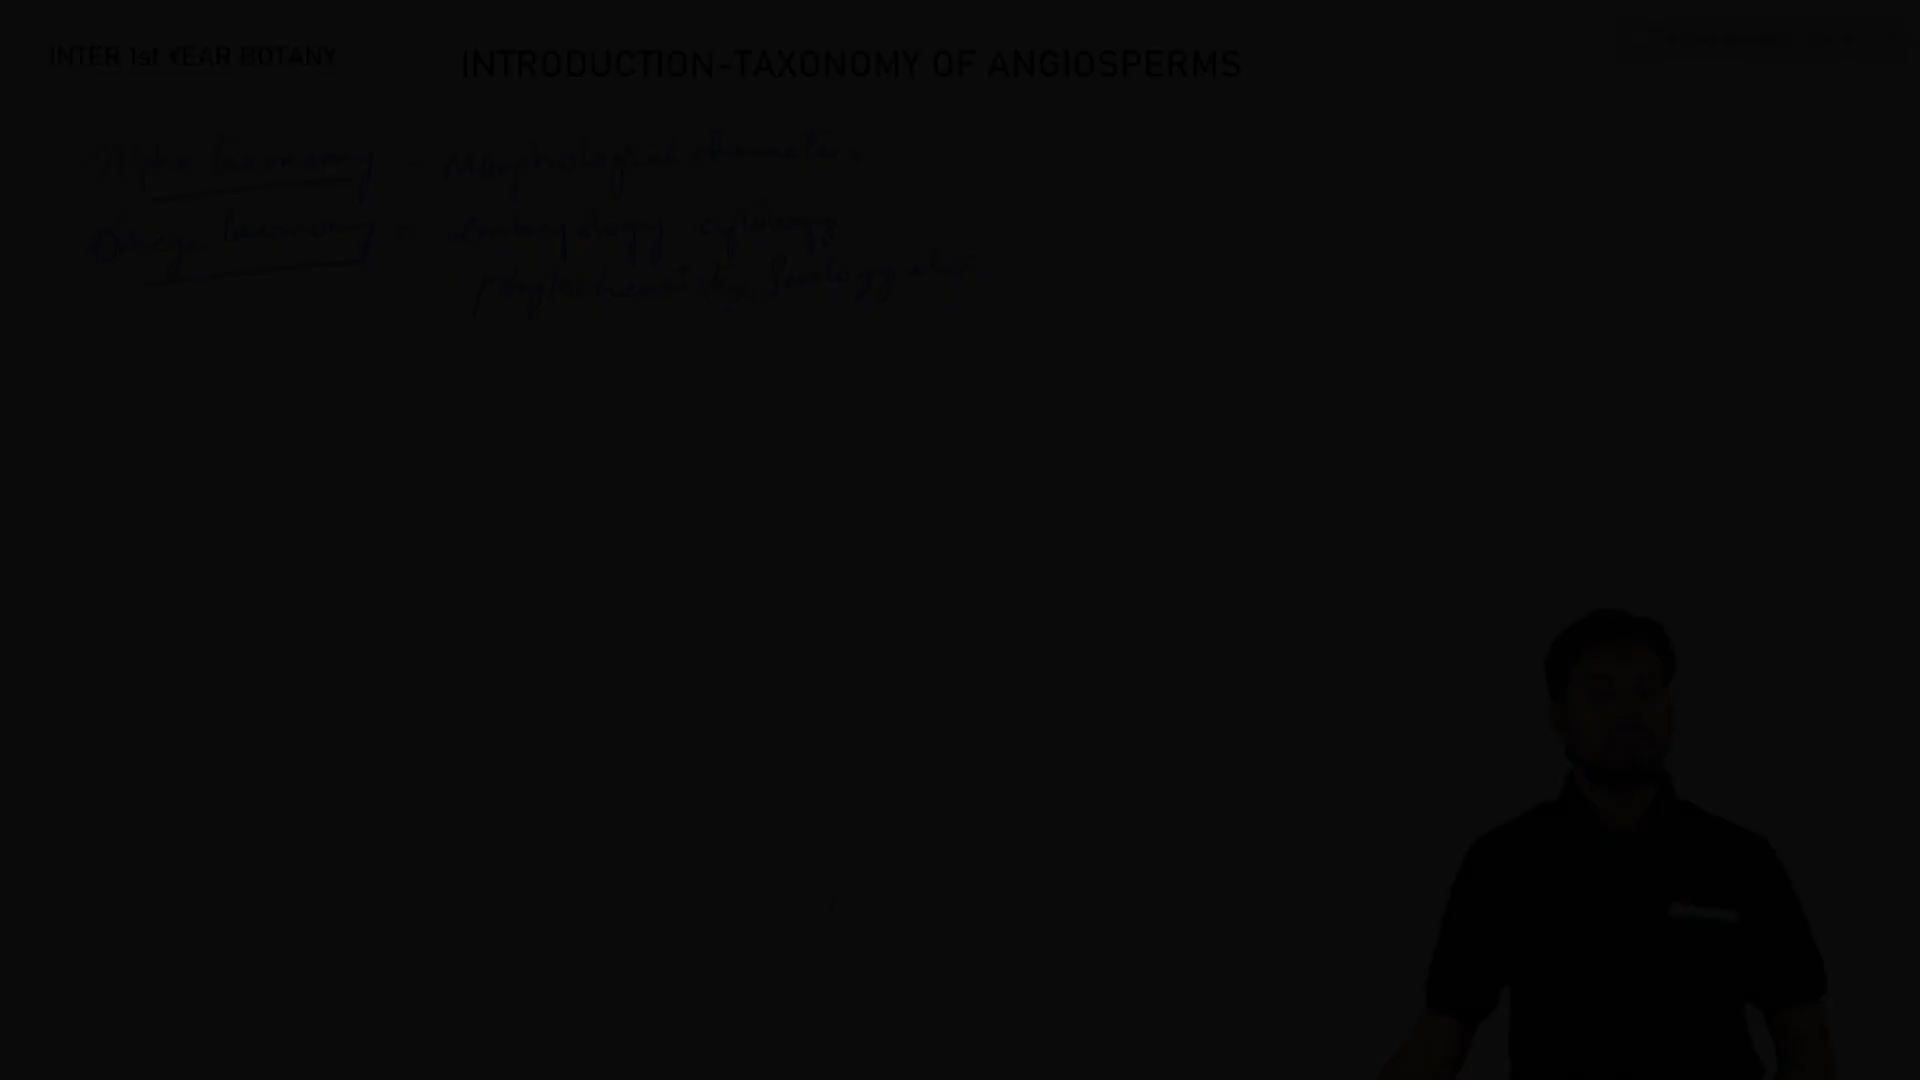 INTER 1st YEAR BOTANY
INTRODUCTION-TAXONOMY OF ANGIOSPERMS
Alpha taxonomy - Morphological characters
Omega taxonomy - Embryology cytology
phytochemistry, Serology etc